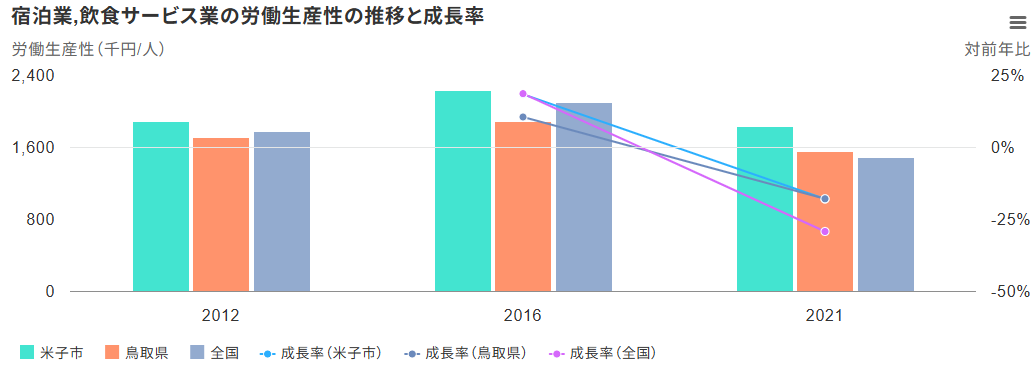 宿泊業,飲食サービス業の労働生産性の推移と成長率
労働生産性（千円/人） 対前年比
2,400 25%
1,600 0%
800 -25%
0 -50%
2012 2016 2021
米子市 鳥取県 全国 成長率（米子市） 成長率（鳥取県） 成長率（全国）